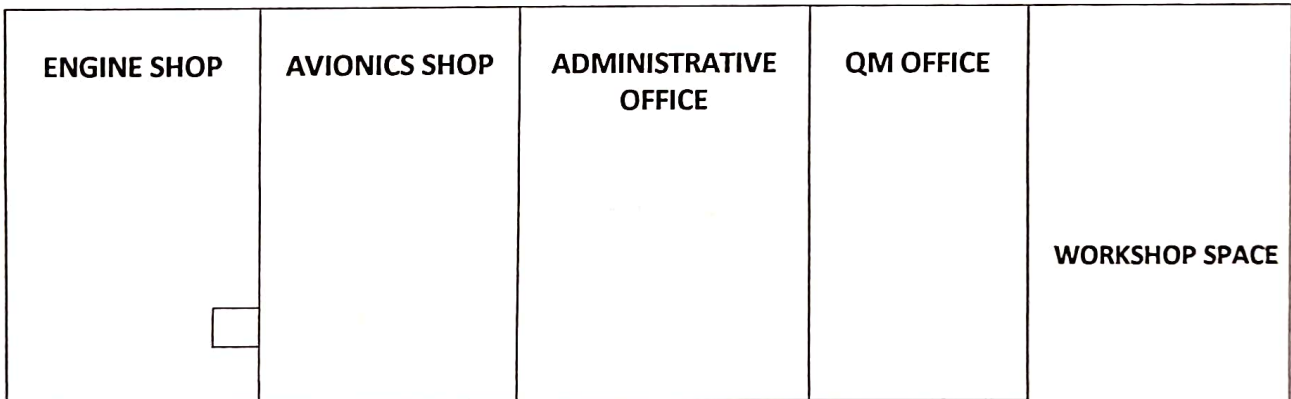 ENGINE SHOP
AVIONICS SHOP
ADMINISTRATIVE
OFFICE
QM OFFICE
WORKSHOP SPACE